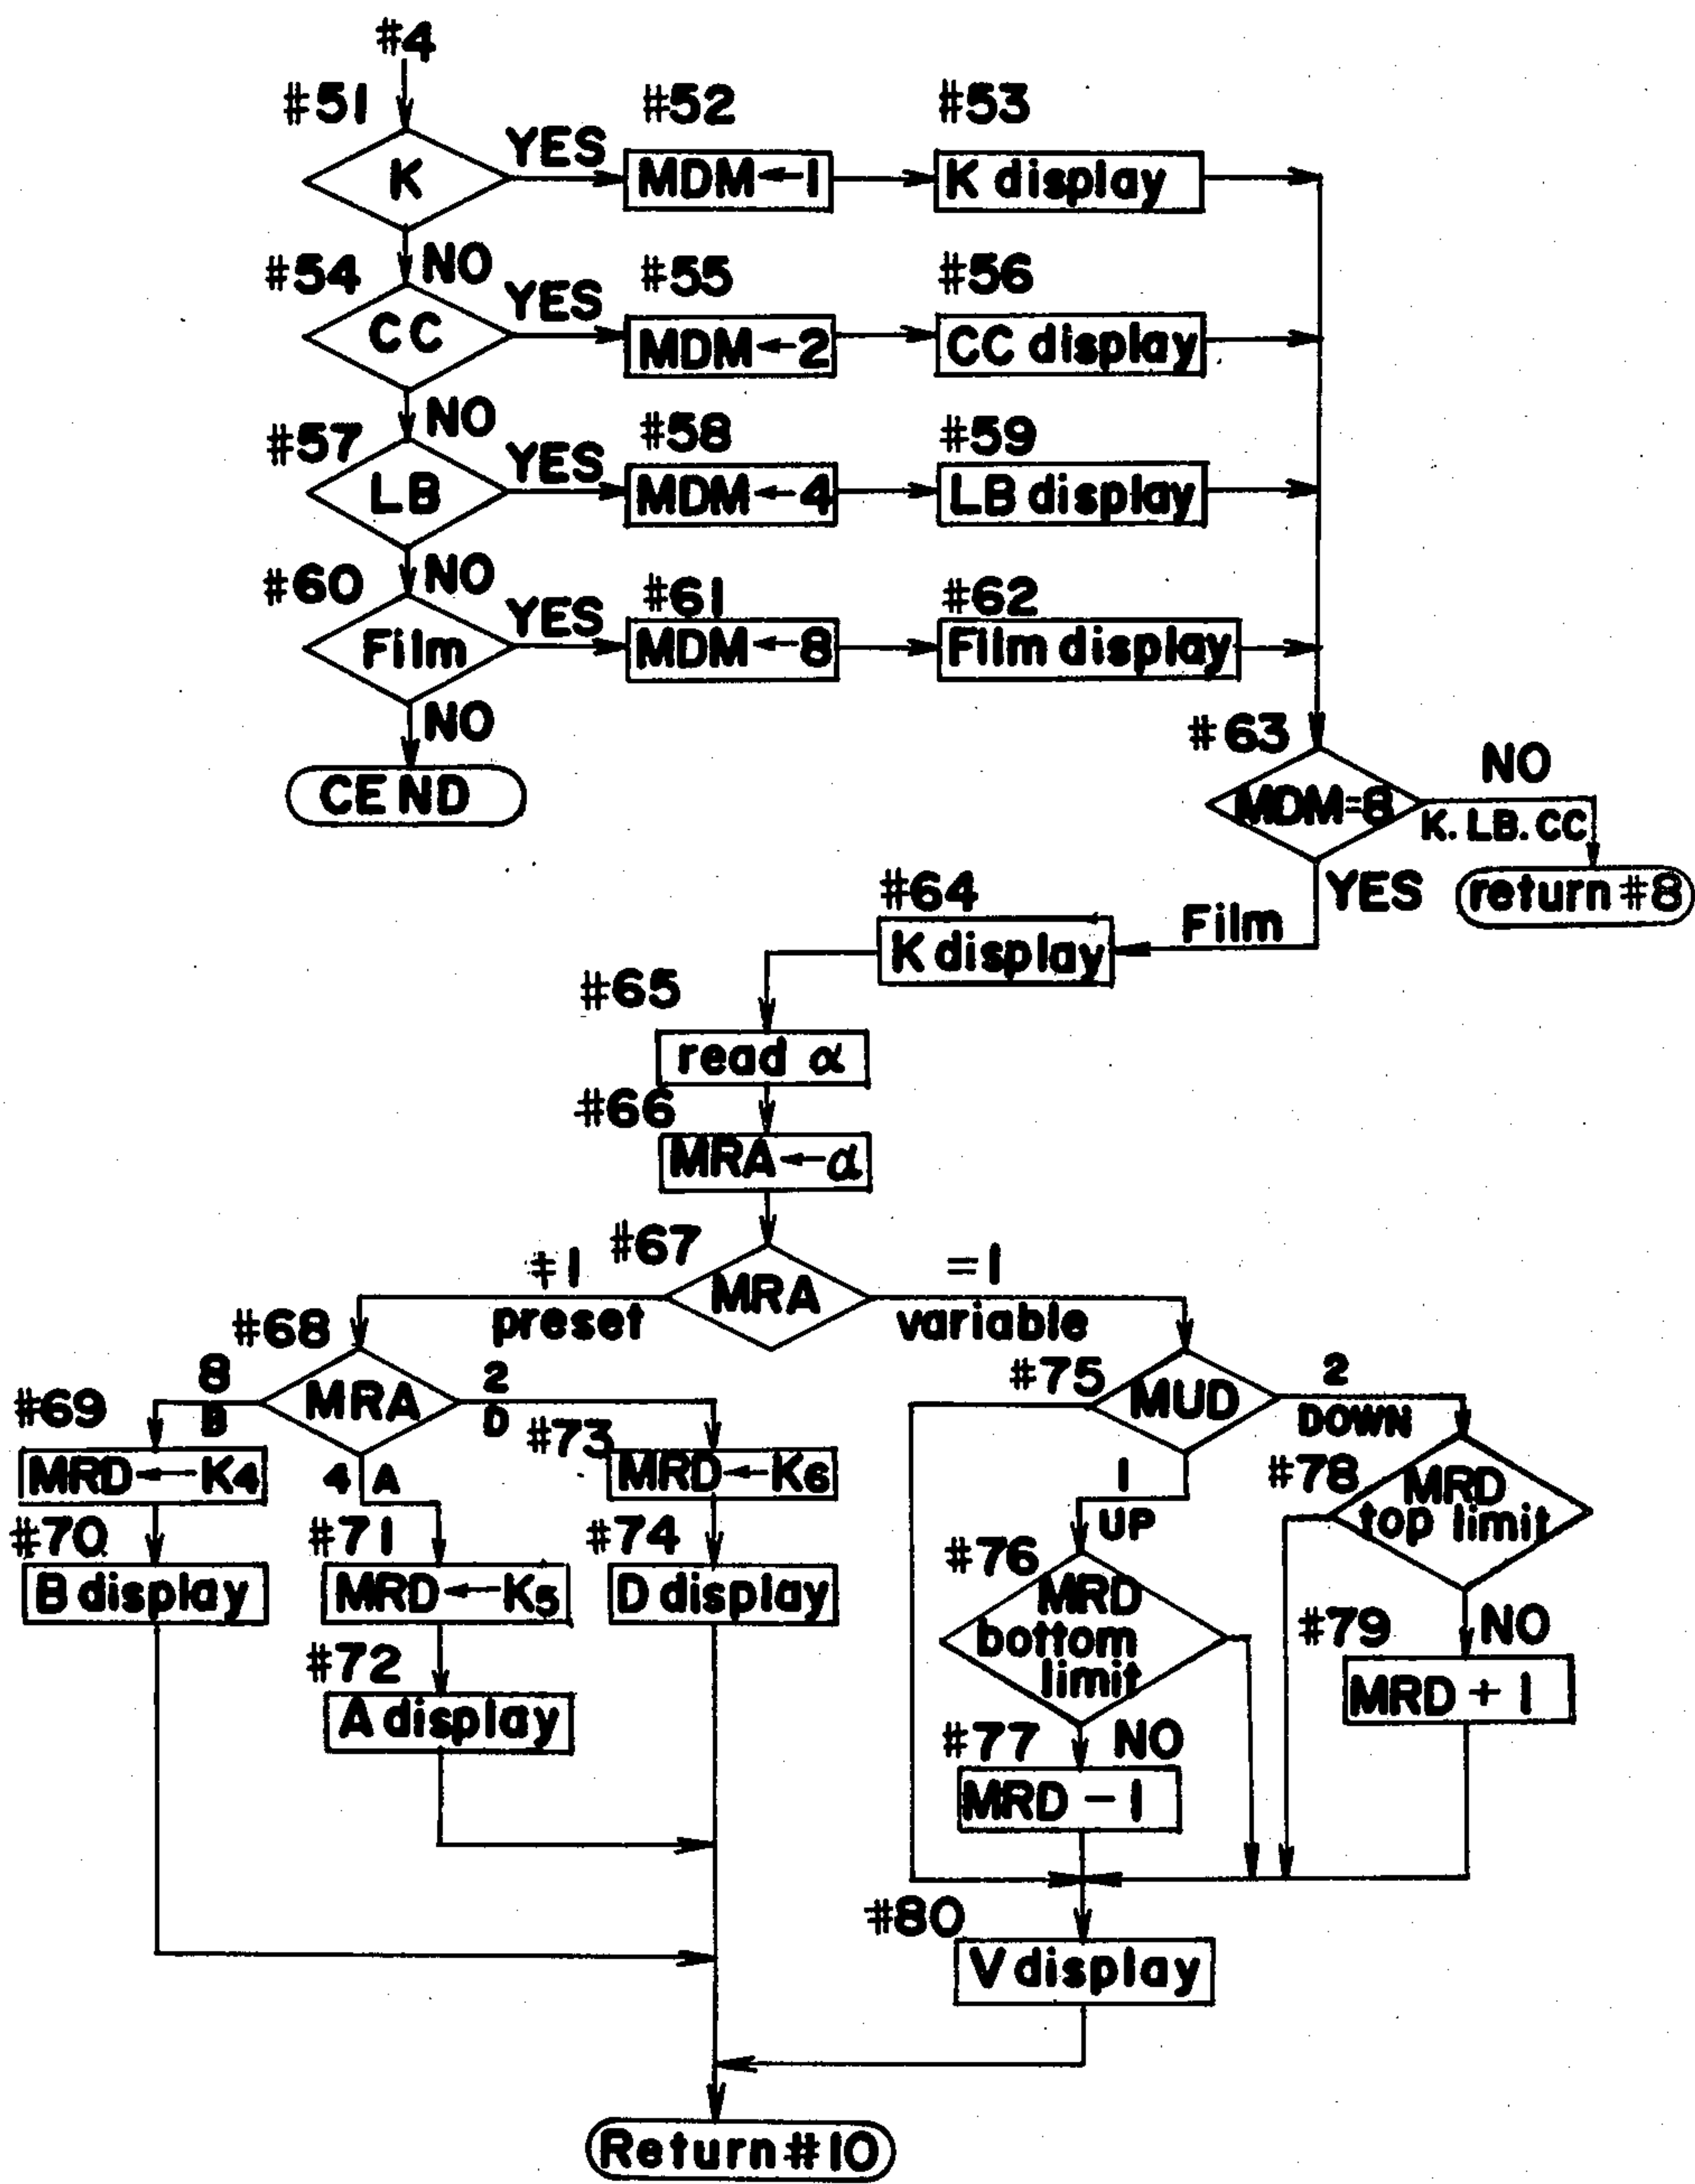 #4
#51
K
YES
#52
MDM←1
#53
K display
NO
#54
CC
YES
#55
MDM←2
#56
CC display
NO
#57
LB
YES
#58
MDM←4
#59
LB display
NO
#60
Film
YES
#61
MDM←8
#62
Film display
NO
CEND
#63
MDM=8
NO
K. LB. CC
return #8
YES
Film
#64
K display
#65
read α
#66
MRA←α
#67
MRA
≠1
preset
=1
variable
#68
MRA
8
B
4 A
2
D
#69
MRD←K4
#70
B display
#71
MRD←K5
#72
A display
#73
MRD←K6
#74
D display
#75
MUD
2
DOWN
1
UP
#76
MRD
bottom
limit
NO
#77
MRD-1
#78
MRD
top limit
NO
#79
MRD+1
#80
V display
Return #10